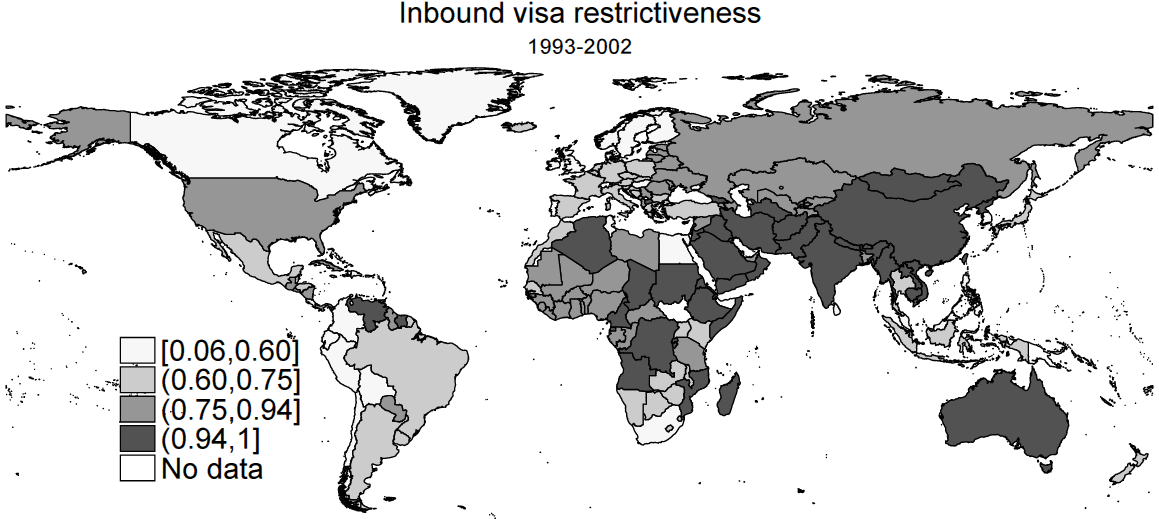 Inbound visa restrictiveness
1993-2002
[0.06,0.60]
(0.60,0.75]
(0.75,0.94]
(0.94,1]
No data